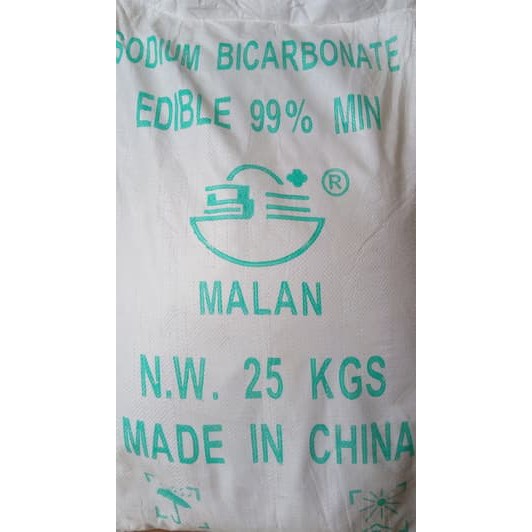 SODIUM BICARBONATE
EDIBLE 99% MIN
®
MALAN
N.W. 25 KGS
MADE IN CHINA